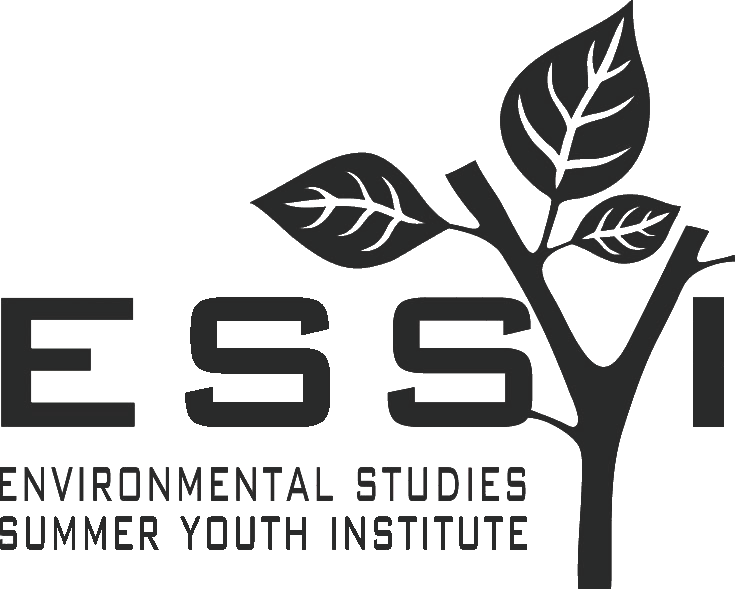 ESSYI
ENVIRONMENTAL STUDIES
SUMMER YOUTH INSTITUTE